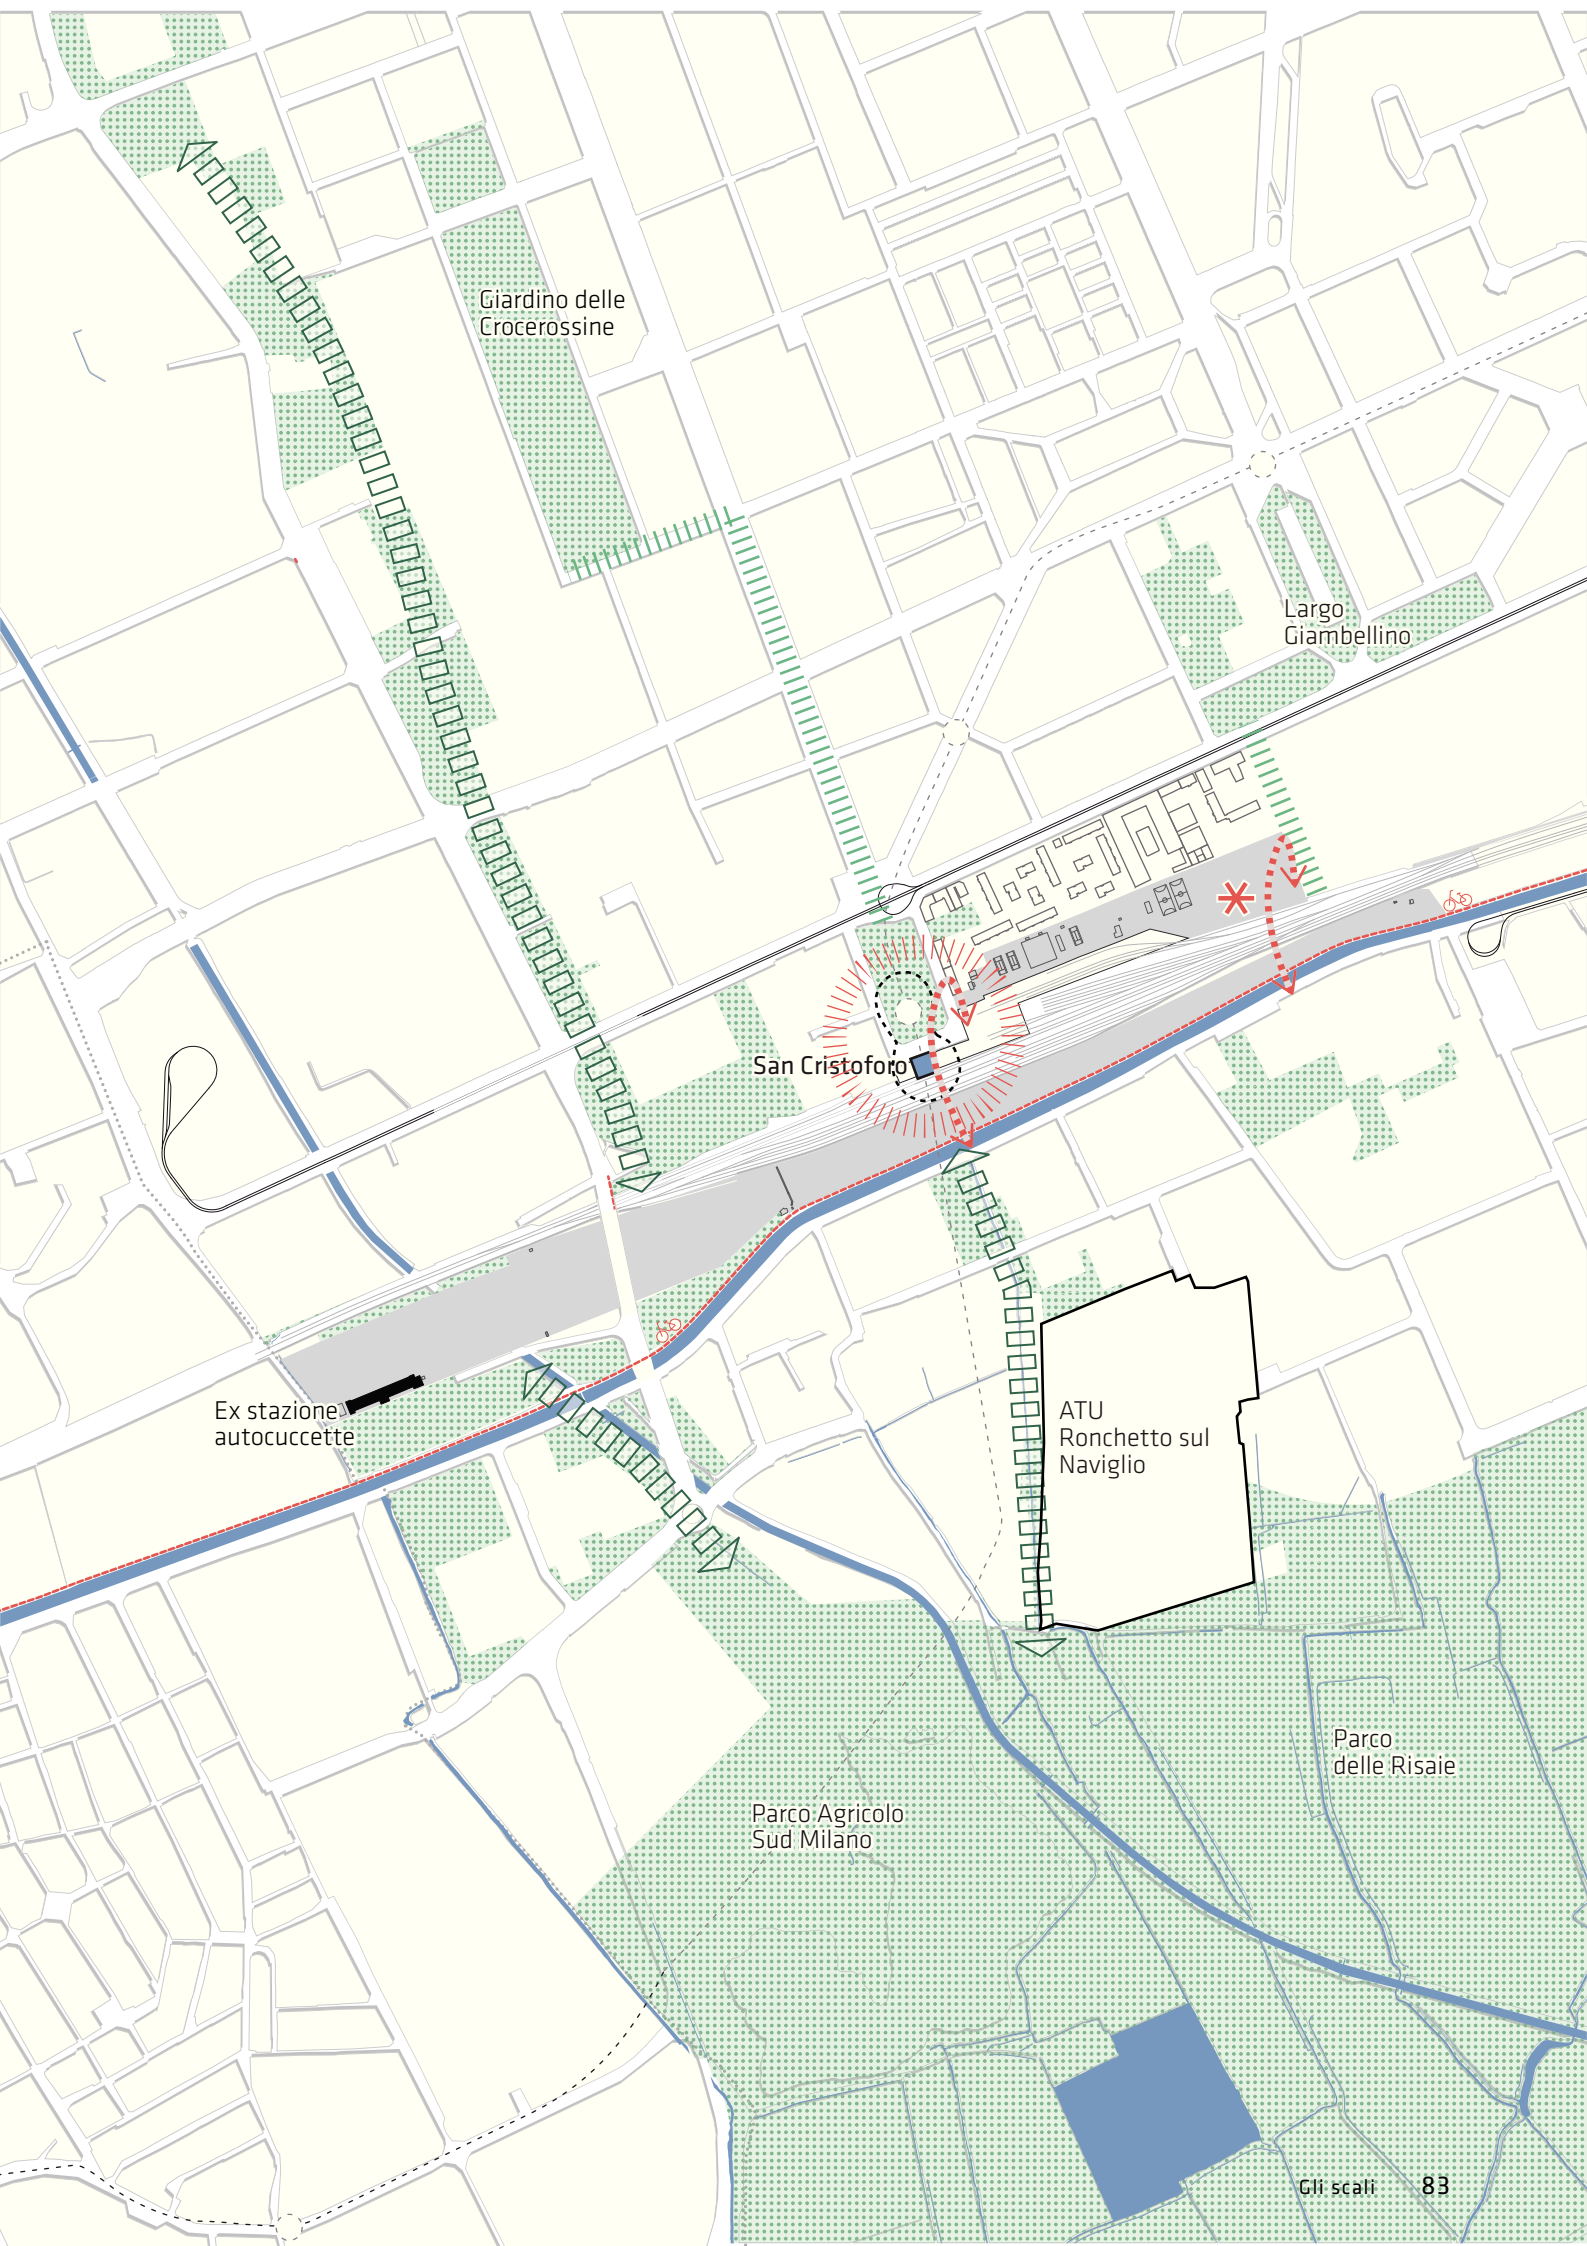 Giardino delle
Crocerossine
Largo
Giambellino
San Cristoforo
Ex stazione
autocuccette
ATU
Ronchetto sul
Naviglio
Parco
delle Risaie
Parco Agricolo
Sud Milano
Gli scali 83